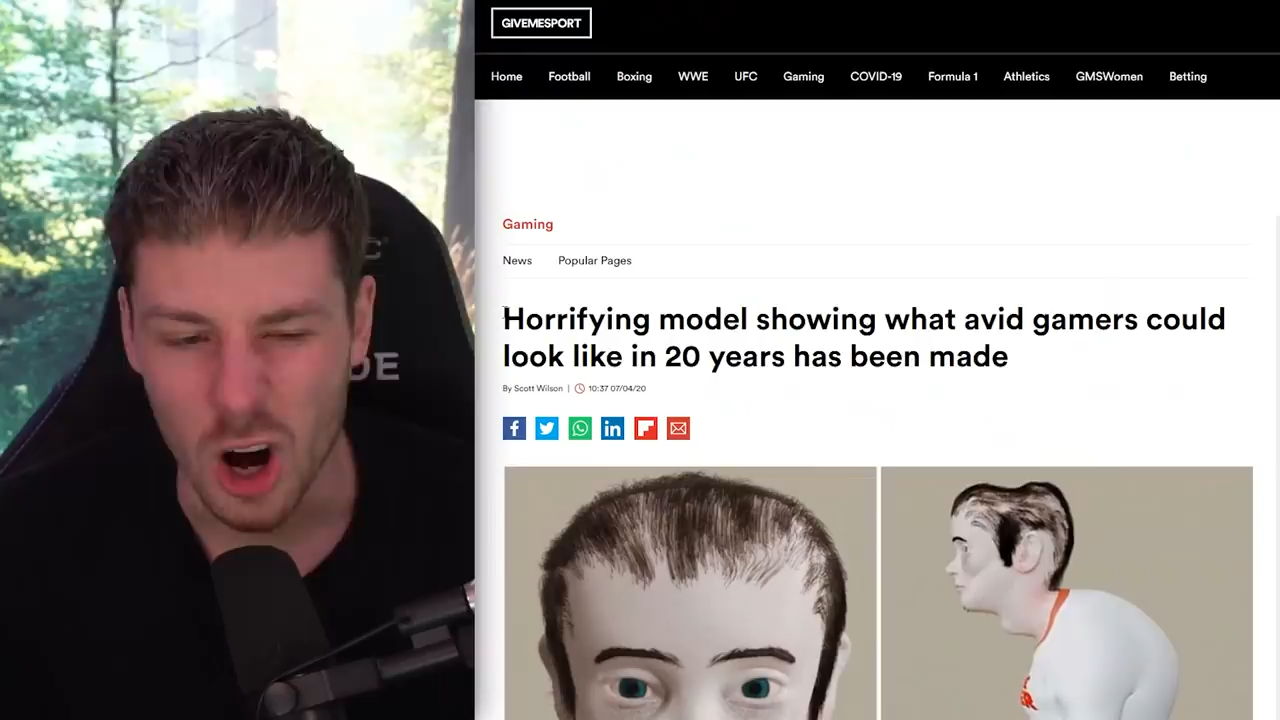 GIVEMESPORT
Home Football Boxing WWE UFC Gaming COVID-19 Formula 1 Athletics GMSWomen Betting
Gaming
News Popular Pages
Horrifying model showing what avid gamers could
look like in 20 years has been made
By Scott Wilson | 10:37 07/04/20